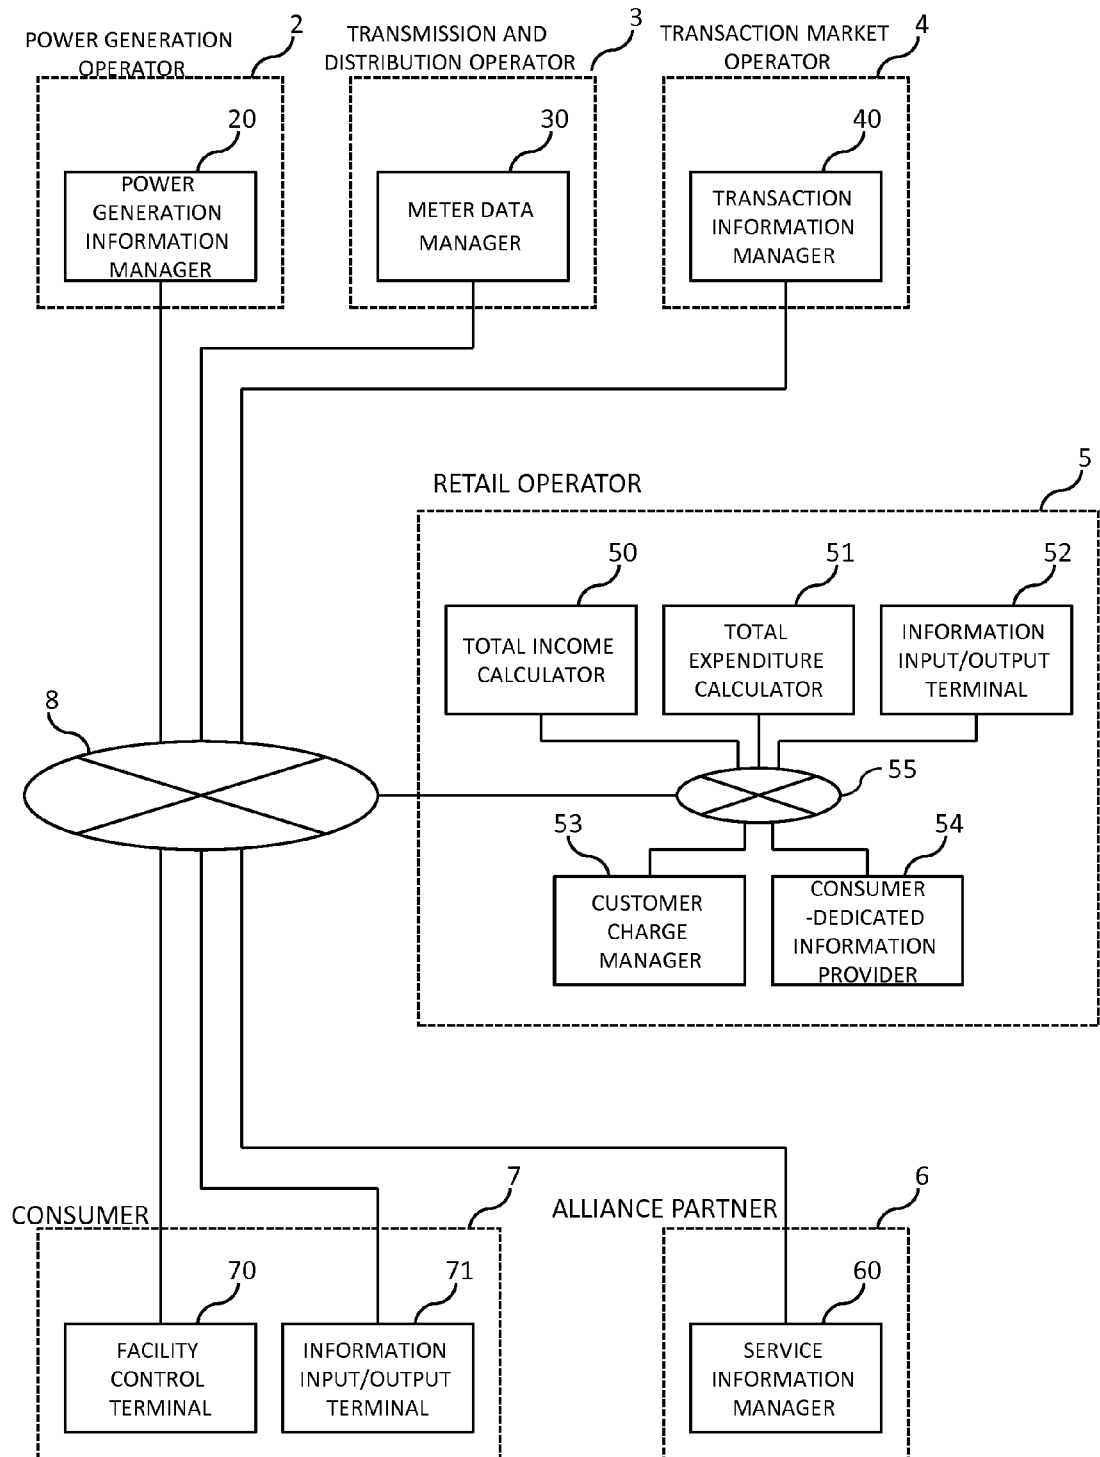 POWER GENERATION
OPERATOR
2
TRANSMISSION AND
DISTRIBUTION OPERATOR
3
TRANSACTION MARKET
OPERATOR
4
20
POWER
GENERATION
INFORMATION
MANAGER
30
METER DATA
MANAGER
40
TRANSACTION
INFORMATION
MANAGER
RETAIL OPERATOR
5
50
TOTAL INCOME
CALCULATOR
51
TOTAL
EXPENDITURE
CALCULATOR
52
INFORMATION
INPUT/OUTPUT
TERMINAL
8
55
53
CUSTOMER
CHARGE
MANAGER
54
CONSUMER
-DEDICATED
INFORMATION
PROVIDER
CONSUMER
7
70
FACILITY
CONTROL
TERMINAL
71
INFORMATION
INPUT/OUTPUT
TERMINAL
ALLIANCE PARTNER
6
60
SERVICE
INFORMATION
MANAGER